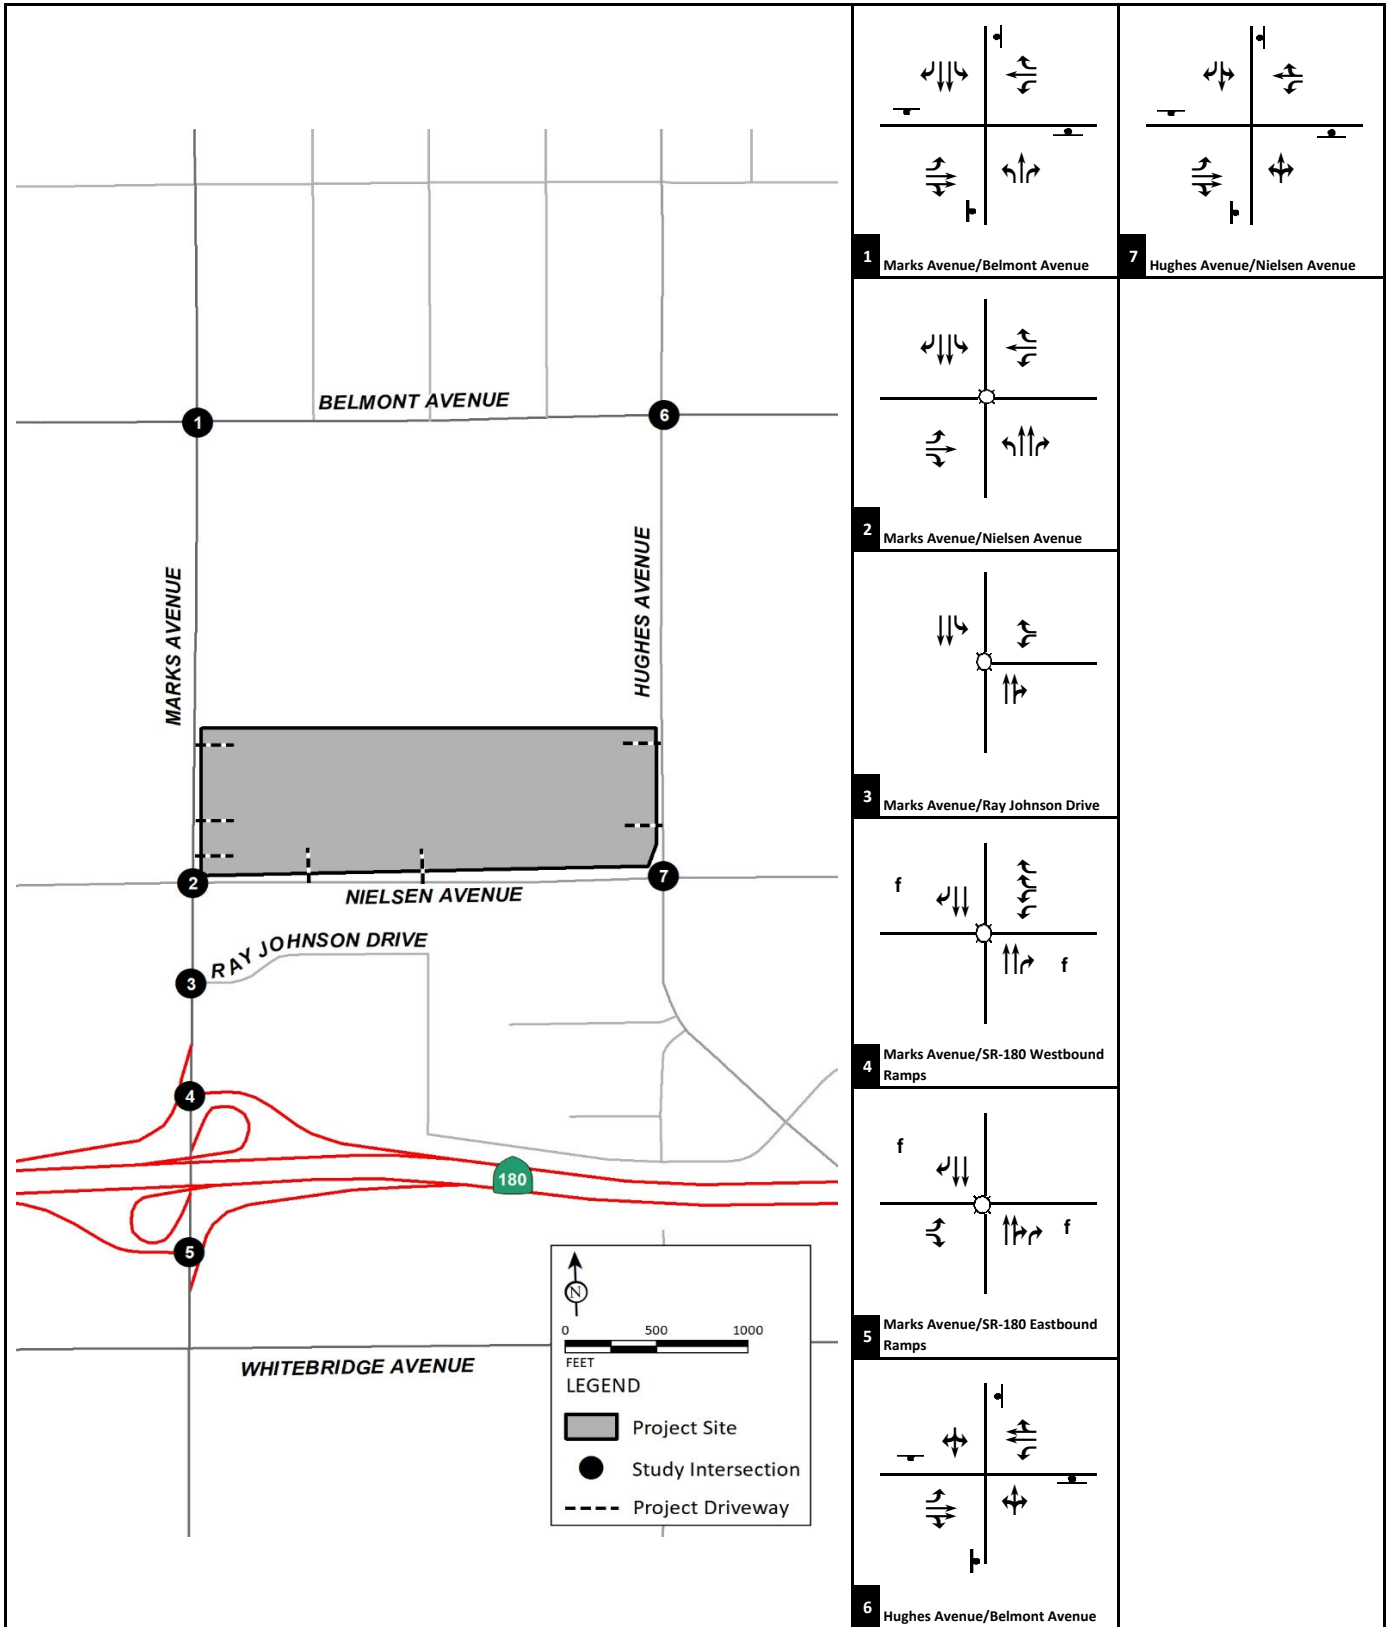 BELMONT AVENUE
1
6
MARKS AVENUE
HUGHES AVENUE
2
7
NIELSEN AVENUE
RAY JOHNSON DRIVE
3
4
180
5
WHITEBRIDGE AVENUE
N
0 500 1000
FEET
LEGEND
Project Site
Study Intersection
Project Driveway
1 Marks Avenue/Belmont Avenue
7 Hughes Avenue/Nielsen Avenue
2 Marks Avenue/Nielsen Avenue
3 Marks Avenue/Ray Johnson Drive
f
f
4 Marks Avenue/SR-180 Westbound
Ramps
f
f
5 Marks Avenue/SR-180 Eastbound
Ramps
6 Hughes Avenue/Belmont Avenue